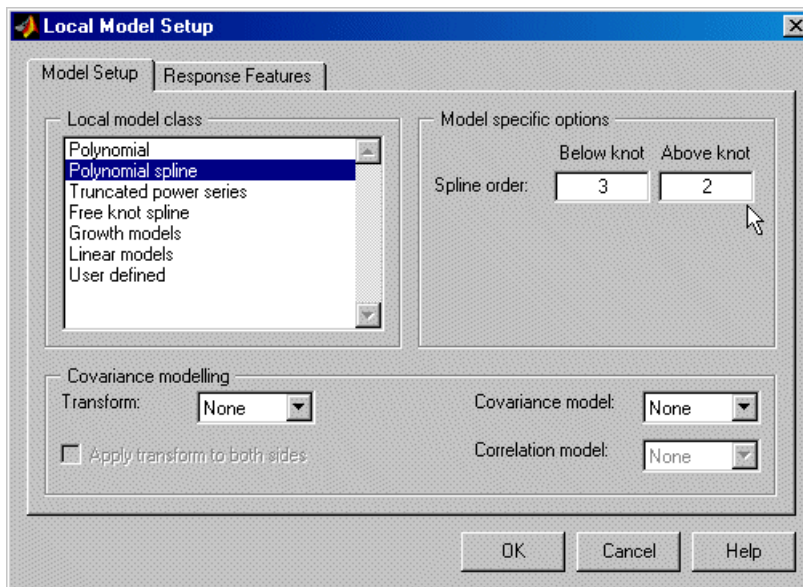 Local Model Setup
Model Setup
Response Features
Local model class
Polynomial
Polynomial spline
Truncated power series
Free knot spline
Growth models
Linear models
User defined
Model specific options
Below knot Above knot
Spline order: 3 2
Covariance modelling
Transform: None
Apply transform to both sides
Covariance model: None
Correlation model: None
OK Cancel Help